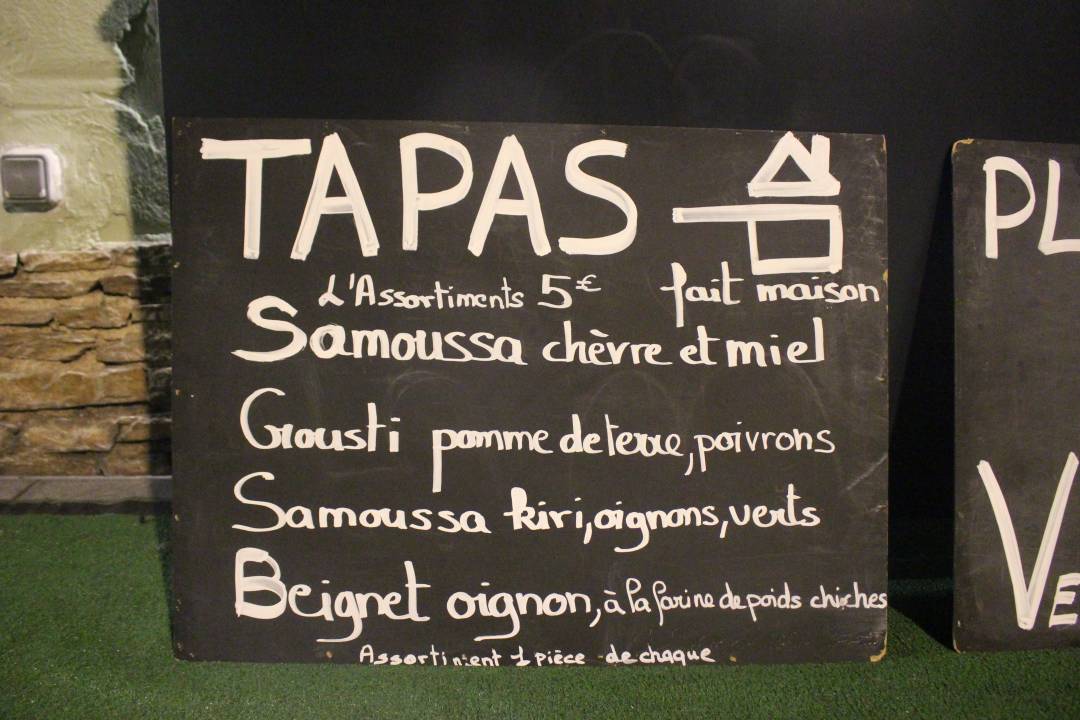 TAPAS
L'Assortiments 5€ fait maison
Samoussa chèvre et miel
Crousti pomme de terre, poivrons
Samoussa kiri, oignons, verts
Beignet oignon, à la farine de poids chiches
Assortiment 1 pièce de chaque
PL
VE